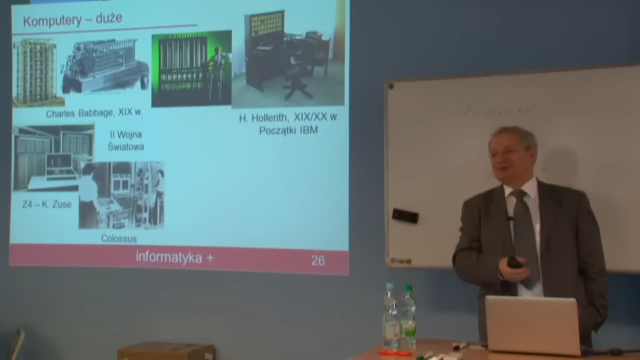 Komputery – duże
Charles Babbage, XIX w.
H. Hollerith, XIX/XX w
Początki IBM
II Wojna
Światowa
Z4 – K. Zuse
Colossus
informatyka +
26